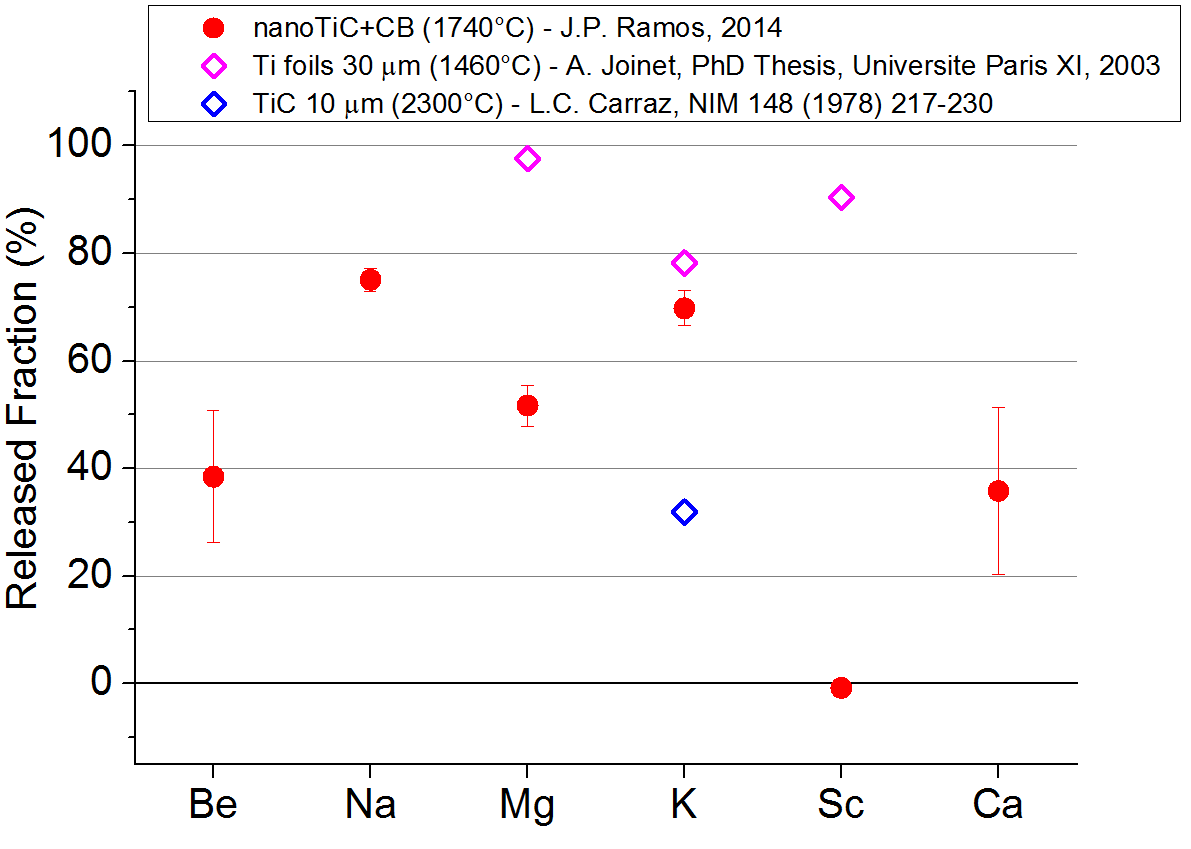 nanoTiC+CB (1740°C) - J.P. Ramos, 2014
Ti foils 30 μm (1460°C) - A. Joinet, PhD Thesis, Universite Paris XI, 2003
TiC 10 μm (2300°C) - L.C. Carraz, NIM 148 (1978) 217-230
Released Fraction (%)
100
80
60
40
20
0
Be Na Mg K Sc Ca